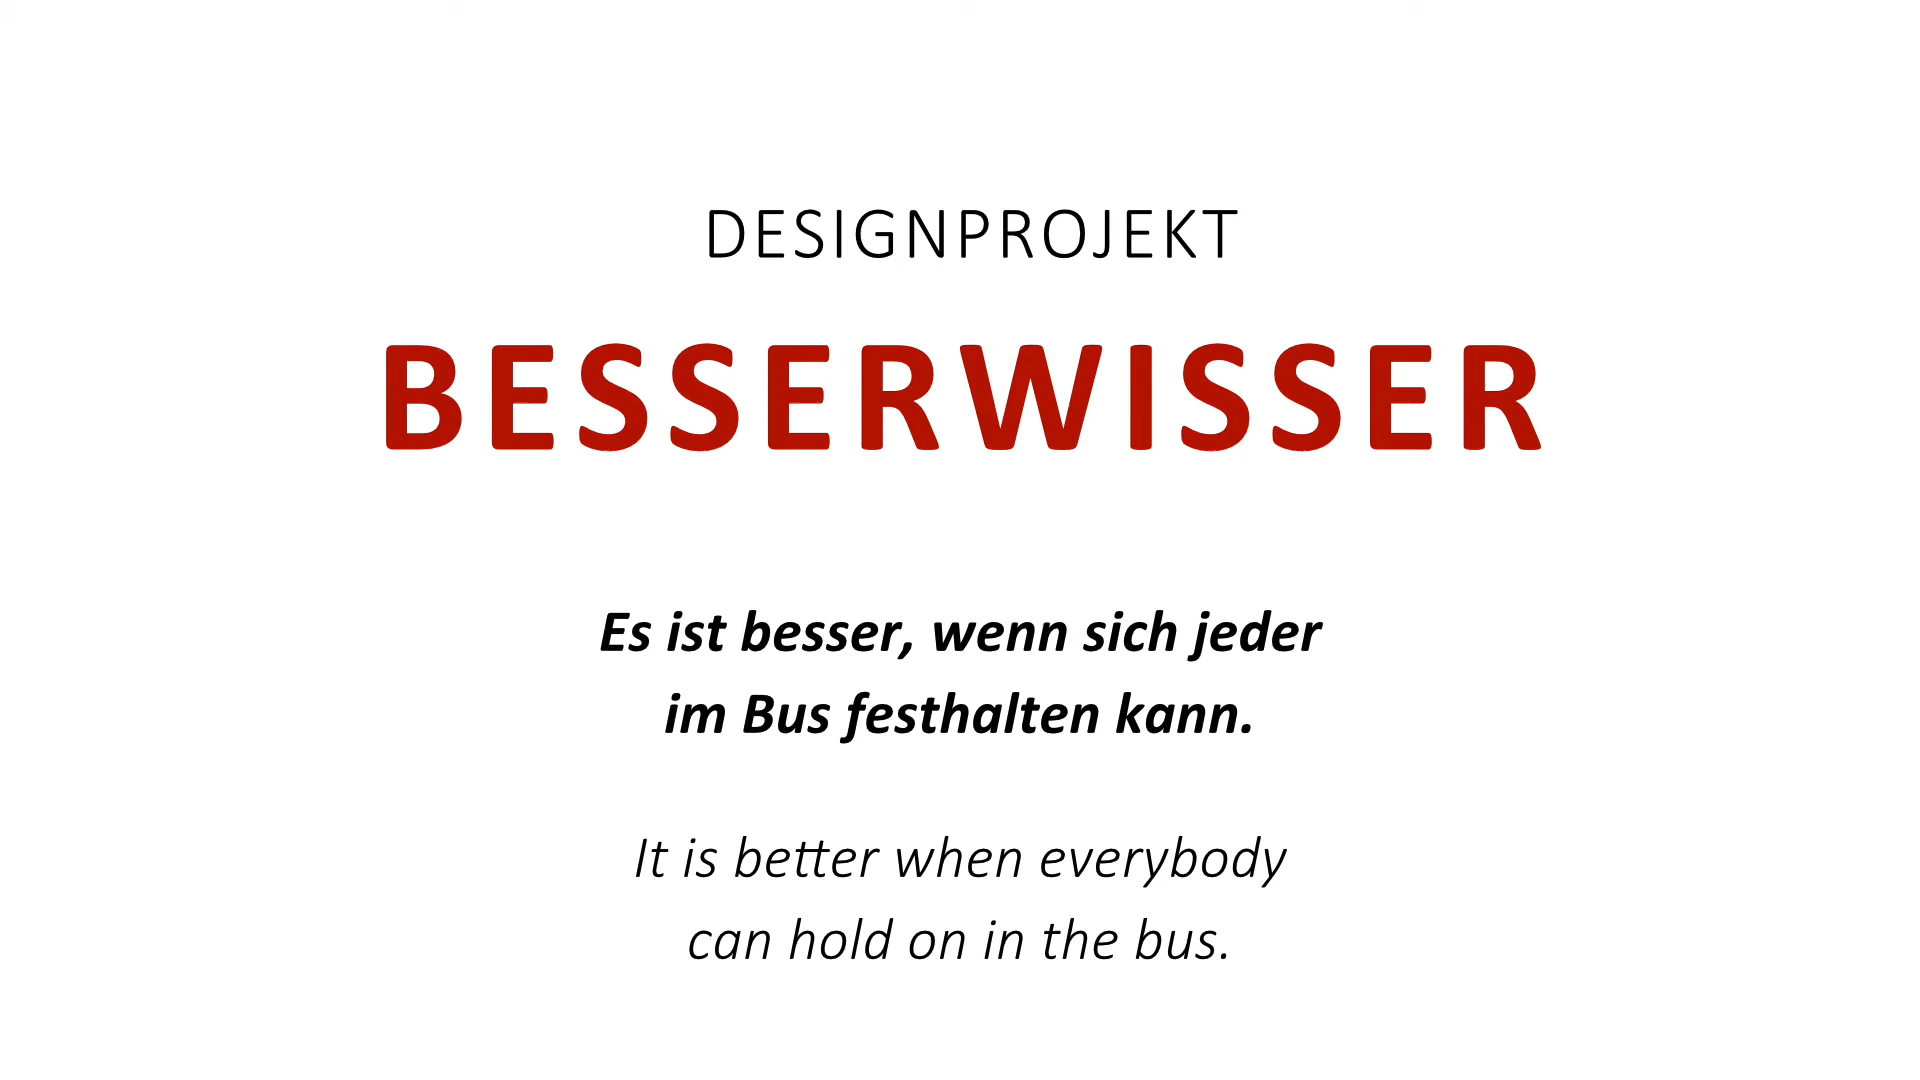 DESIGNPROJEKT
BESSERWISSER
Es ist besser, wenn sich jeder
im Bus festhalten kann.
It is better when everybody
can hold on in the bus.